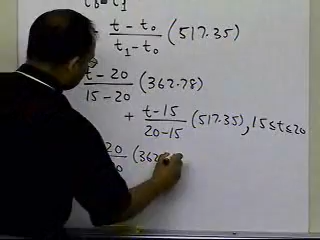 t₀= t₁
t - t₀ / t₁ - t₀ (517.35)
t - 20 / 15 - 20 (362.78)
+ t - 15 / 20 - 15 (517.35), 15 ≤ t ≤ 20
20 (362